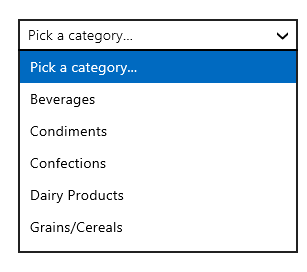 Pick a category...
Pick a category...
Beverages
Condiments
Confections
Dairy Products
Grains/Cereals